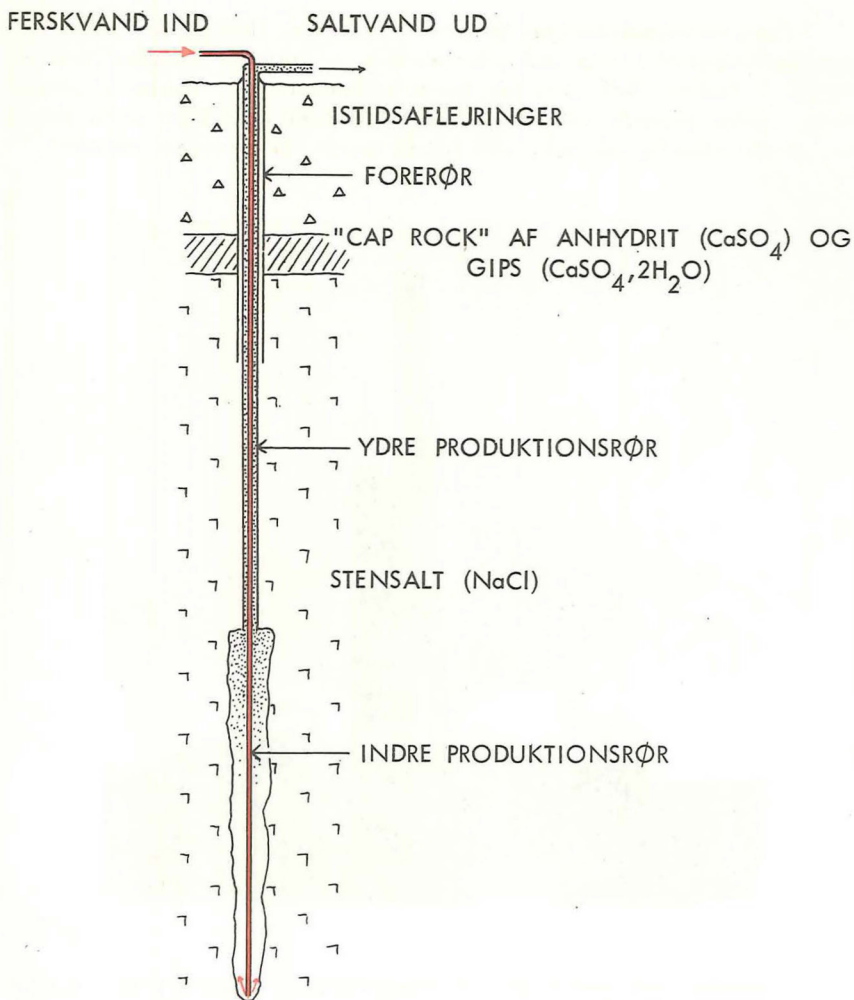 FERSKVAND IND
SALTVAND UD
ISTIDSAFLEJRINGER
FORERØR
"CAP ROCK" AF ANHYDRIT (CaSO₄) OG
GIPS (CaSO₄,2H₂O)
YDRE PRODUKTIONSRØR
STENSALT (NaCl)
INDRE PRODUKTIONSRØR